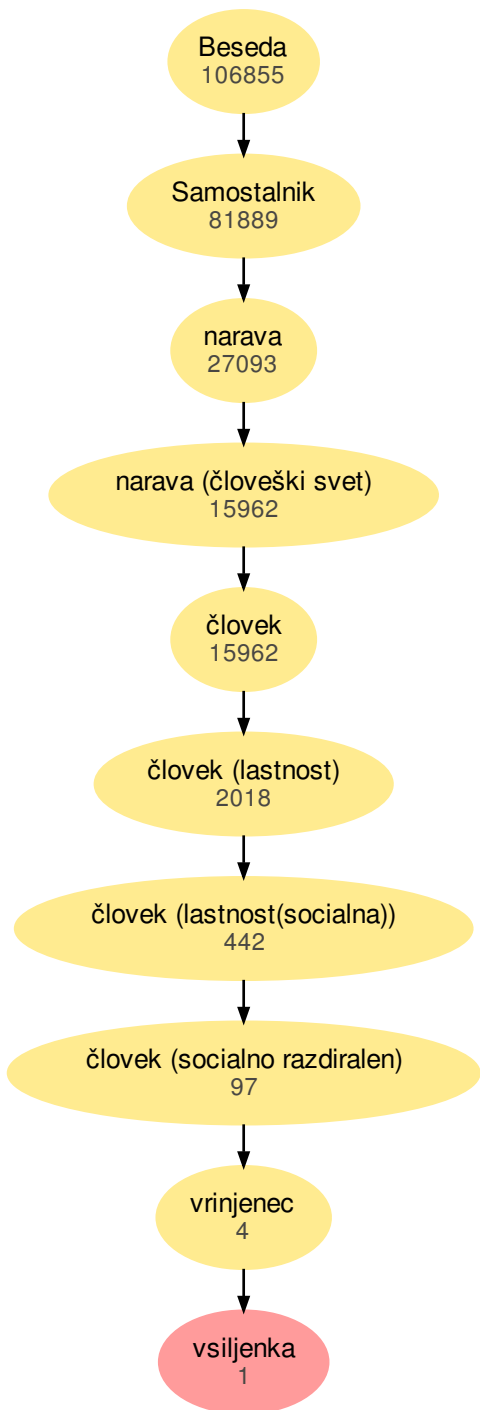 Beseda
106855
Samostalnik
81889
narava
27093
narava (človeški svet)
15962
človek
15962
človek (lastnost)
2018
človek (lastnost(socialna))
442
človek (socialno razdiralen)
97
vrinjenec
4
vsiljenka
1